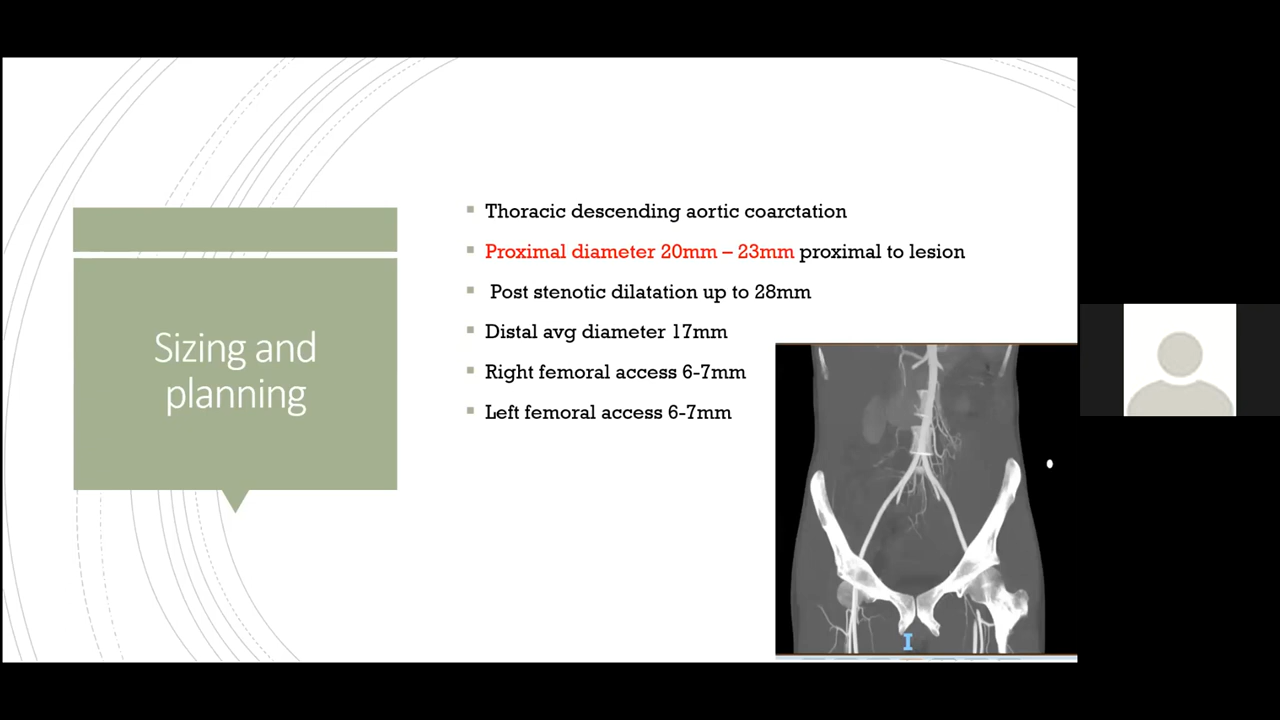 Sizing and
planning
Thoracic descending aortic coarctation
Proximal diameter 20mm – 23mm proximal to lesion
Post stenotic dilatation up to 28mm
Distal avg diameter 17mm
Right femoral access 6-7mm
Left femoral access 6-7mm
I